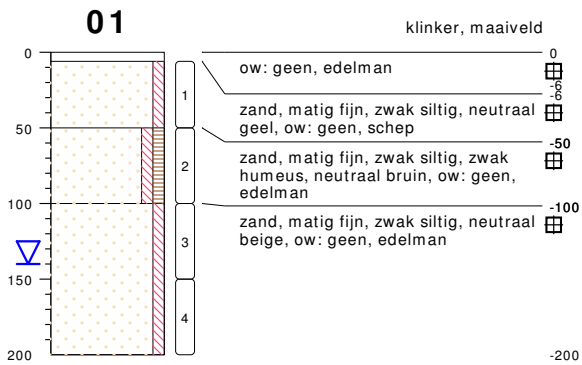 01
klinker, maaiveld
0
0
ow: geen, edelman
-6
-6
1
zand, matig fijn, zwak siltig, neutraal
geel, ow: geen, schep
50
-50
2
zand, matig fijn, zwak siltig, zwak
humeus, neutraal bruin, ow: geen,
edelman
100
-100
3
zand, matig fijn, zwak siltig, neutraal
beige, ow: geen, edelman
150
4
200
-200